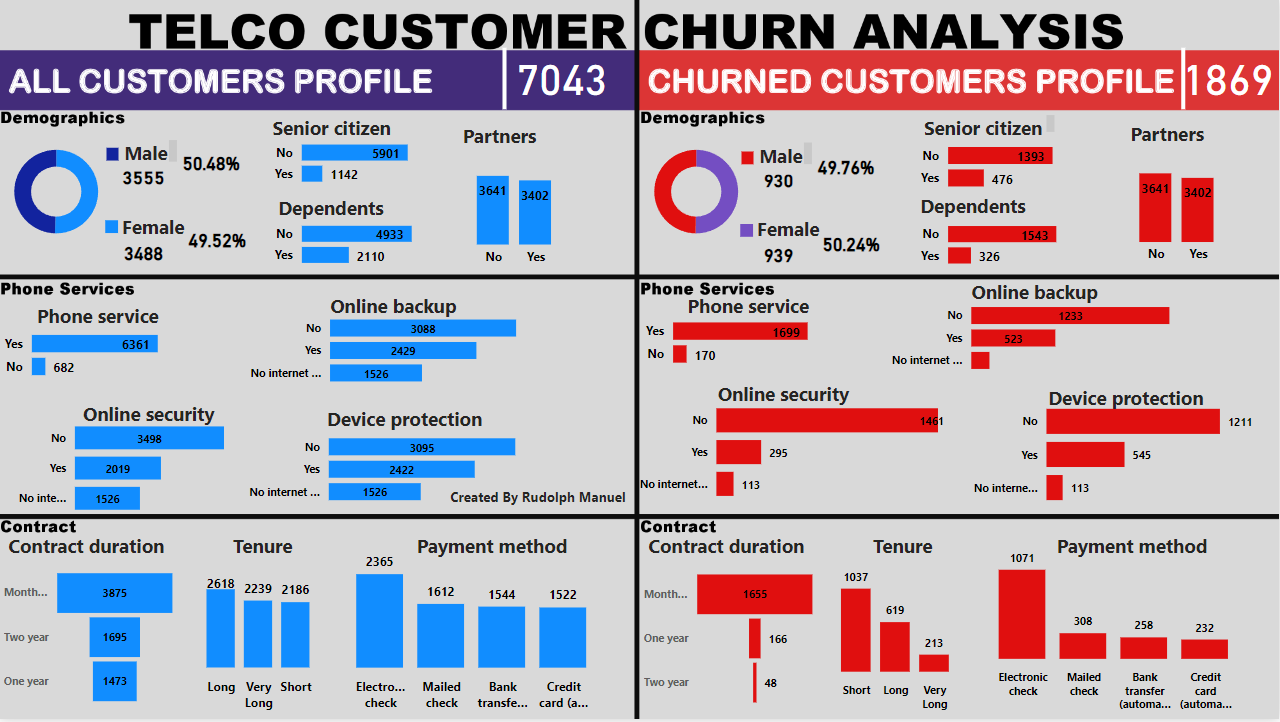 TELCO CUSTOMER CHURN ANALYSIS
ALL CUSTOMERS PROFILE 7043
Demographics
Male
3555
50.48%
Female
3488
49.52%
Senior citizen
No 5901
Yes 1142
Dependents
No 4933
Yes 2110
Partners
3641 3402
No Yes
Phone Services
Phone service
Yes 6361
No 682
Online backup
No 3088
Yes 2429
No internet ... 1526
Online security
No 3498
Yes 2019
No inte... 1526
Device protection
No 3095
Yes 2422
No internet ... 1526
Created By Rudolph Manuel
Contract
Contract duration
Month... 3875
Two year 1695
One year 1473
Tenure
2618 2239 2186
Long Very Short
Long
Payment method
2365 1612 1544 1522
Electro... Mailed Bank Credit
check check transfe... card (a...
CHURNED CUSTOMERS PROFILE 1869
Demographics
Male
930
49.76%
Female
939
50.24%
Senior citizen
No 1393
Yes 476
Dependents
No 1543
Yes 326
Partners
3641 3402
No Yes
Phone Services
Phone service
Yes 1699
No 170
Online backup
No 1233
Yes 523
No internet ...
Online security
No 1461
Yes 295
No internet... 113
Device protection
No 1211
Yes 545
No interne... 113
Contract
Contract duration
Month... 1655
One year 166
Two year 48
Tenure
1037 619 213
Short Long Very
Long
Payment method
1071 308 258 232
Electronic Mailed Bank Credit
check check transfer card
(automa... (automa...